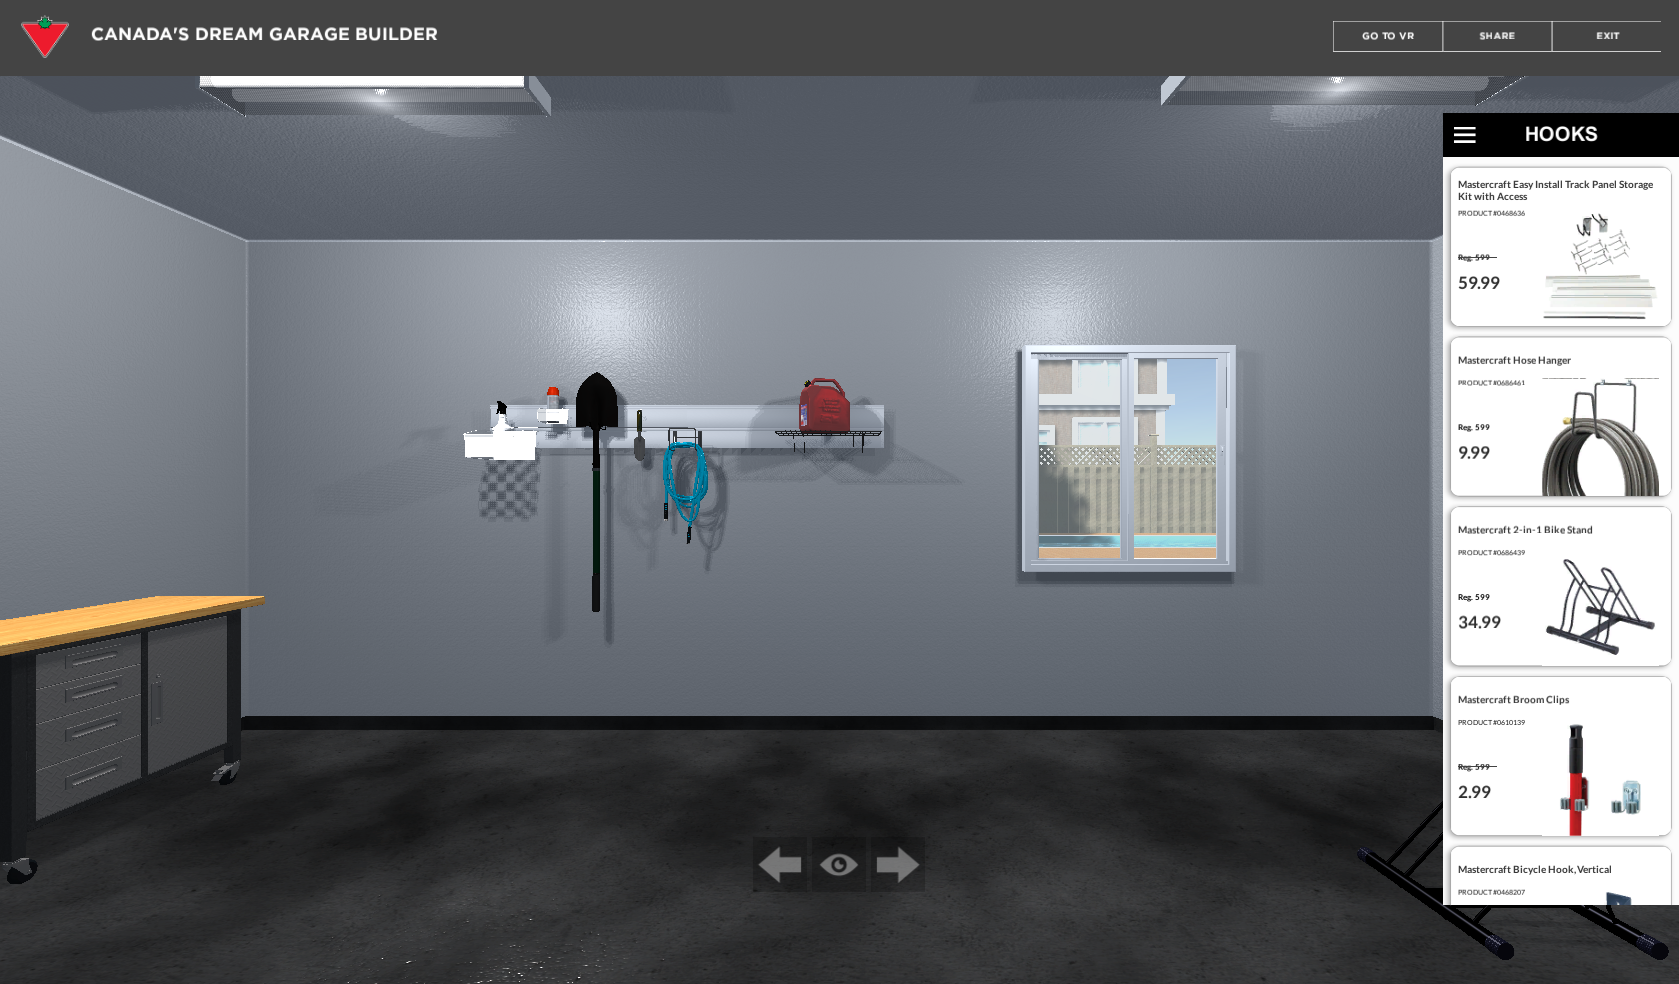 CANADA'S DREAM GARAGE BUILDER
GO TO VR
SHARE
EXIT
HOOKS
Mastercraft Easy Install Track Panel Storage
Kit with Access
PRODUCT #0468636
Reg. 599
59.99
Mastercraft Hose Hanger
PRODUCT #0686461
Reg. 599
9.99
Mastercraft 2-in-1 Bike Stand
PRODUCT #0686439
Reg. 599
34.99
Mastercraft Broom Clips
PRODUCT #0610139
Reg. 599
2.99
Mastercraft Bicycle Hook, Vertical
PRODUCT #0468207